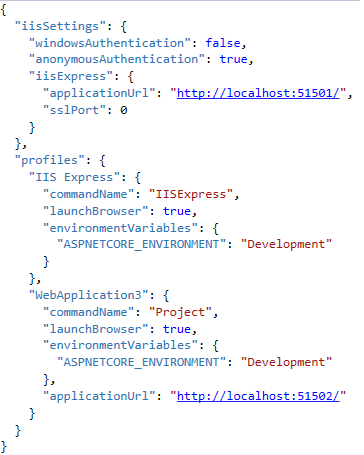 {
  "iisSettings": {
    "windowsAuthentication": false,
    "anonymousAuthentication": true,
    "iisExpress": {
      "applicationUrl": "http://localhost:51501/",
      "sslPort": 0
    }
  },
  "profiles": {
    "IIS Express": {
      "commandName": "IISExpress",
      "launchBrowser": true,
      "environmentVariables": {
        "ASPNETCORE_ENVIRONMENT": "Development"
      }
    },
    "WebApplication3": {
      "commandName": "Project",
      "launchBrowser": true,
      "environmentVariables": {
        "ASPNETCORE_ENVIRONMENT": "Development"
      },
      "applicationUrl": "http://localhost:51502/"
    }
  }
}